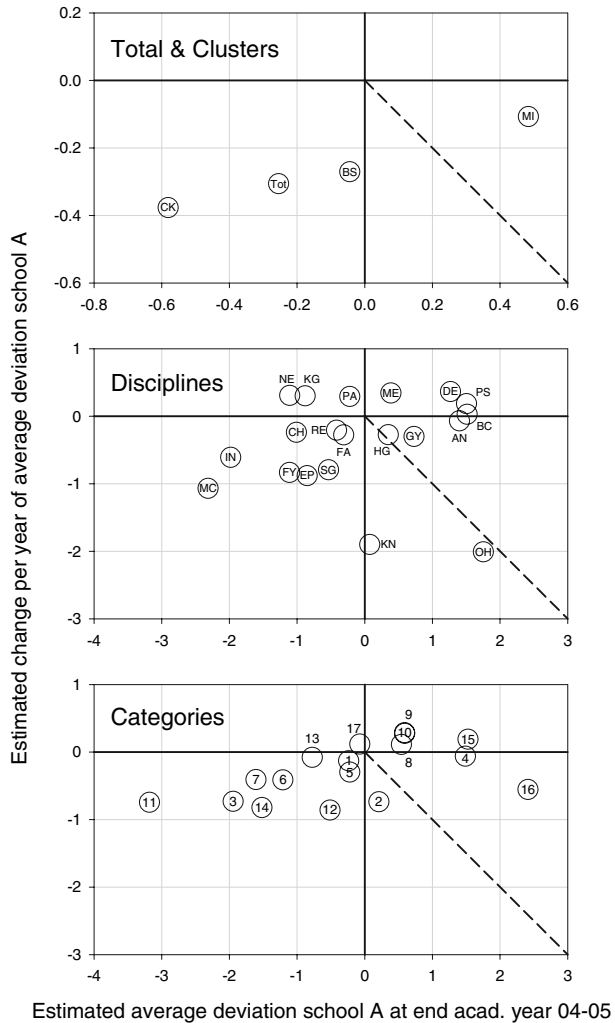 Estimated change per year of average deviation school A
Total & Clusters
0.2
0.0
-0.2
-0.4
-0.6
MI
BS
Tot
CK
-0.8 -0.6 -0.4 -0.2 0.0 0.2 0.4 0.6
Disciplines
1
0
-1
-2
-3
NE KG PA ME DE PS
BC
CH RE FA HG GY AN
IN
MC FY EP SG
KN OH
-4 -3 -2 -1 0 1 2 3
Categories
1
0
-1
-2
-3
9
13 17 10 15
1 8 4
5
7 6 16
11 3 14 12 2
-4 -3 -2 -1 0 1 2 3
Estimated average deviation school A at end acad. year 04-05